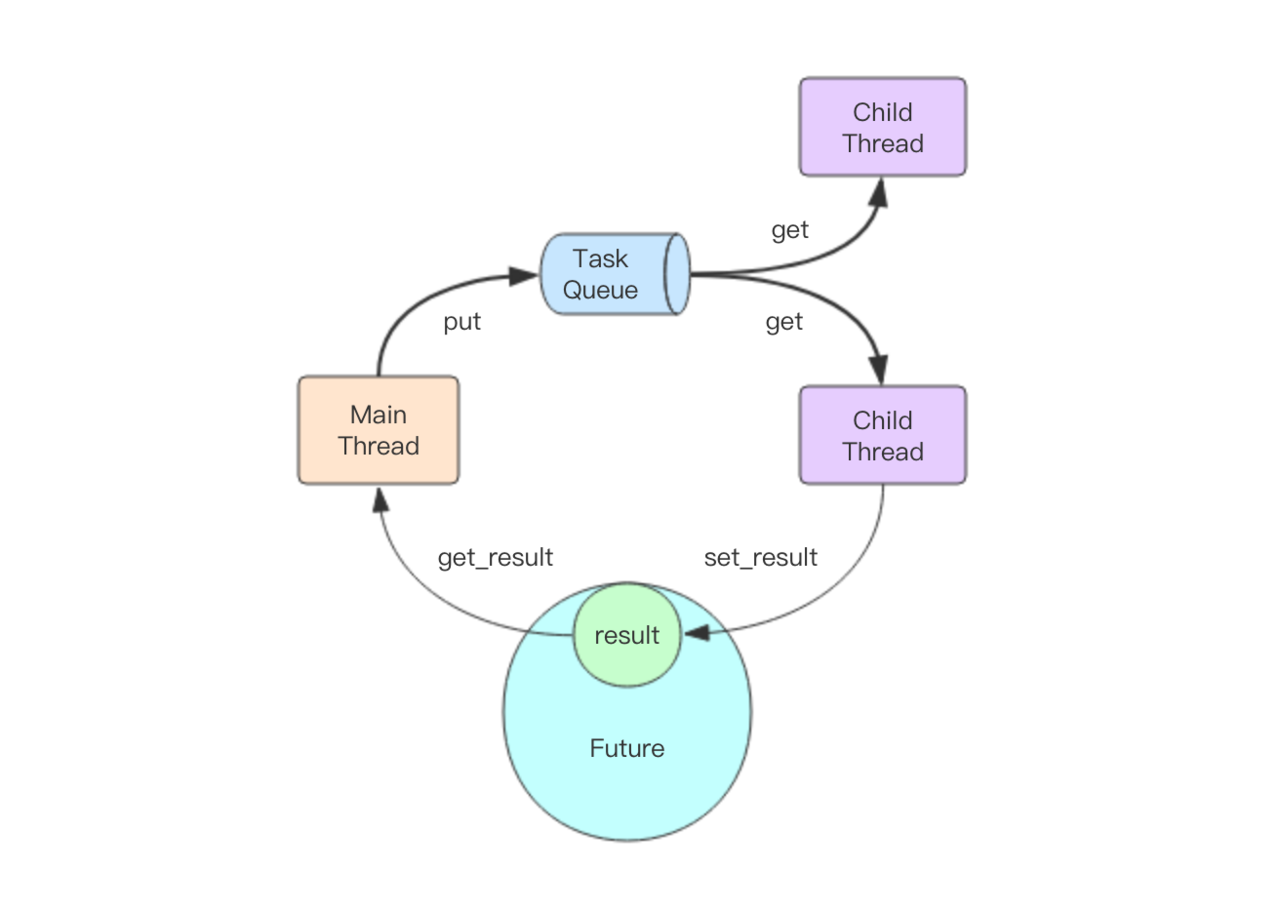 Child
Thread
get
Task
Queue
put
get
Main
Thread
Child
Thread
get_result
set_result
result
Future